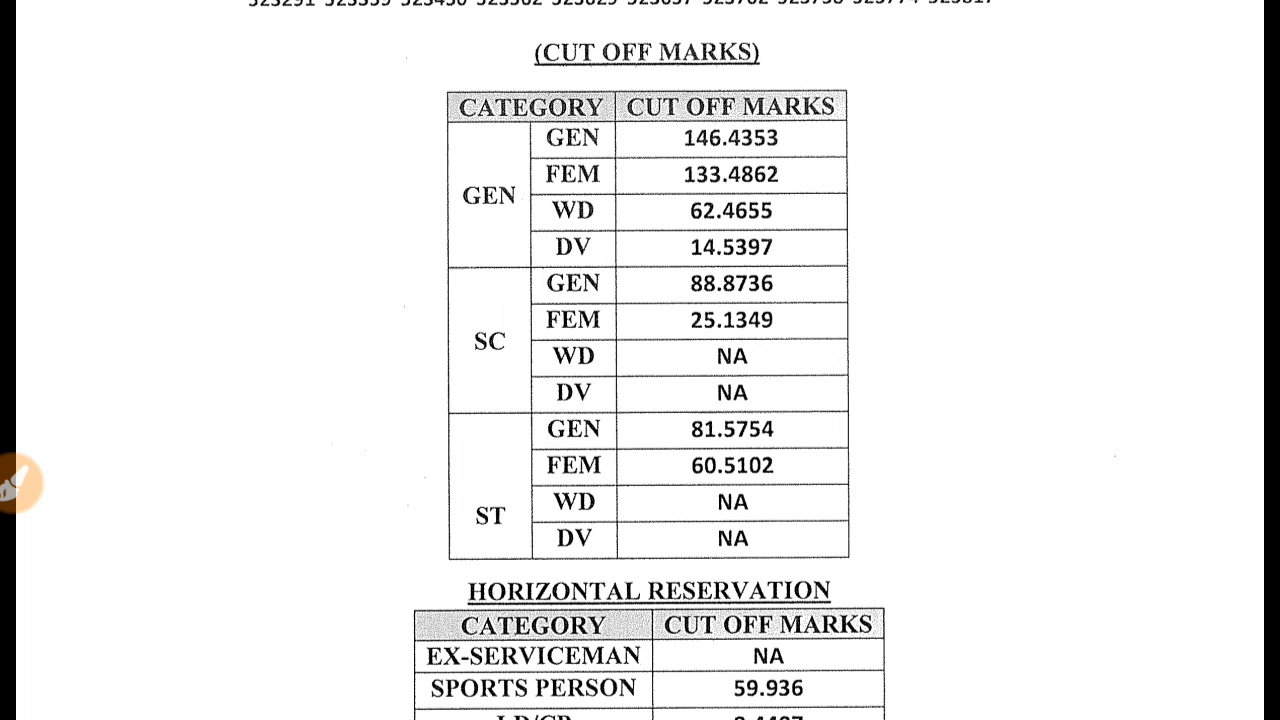 (CUT OFF MARKS)
CATEGORY CUT OFF MARKS
GEN GEN 146.4353
FEM 133.4862
WD 62.4655
DV 14.5397
SC GEN 88.8736
FEM 25.1349
WD NA
DV NA
ST GEN 81.5754
FEM 60.5102
WD NA
DV NA
HORIZONTAL RESERVATION
CATEGORY CUT OFF MARKS
EX-SERVICEMAN NA
SPORTS PERSON 59.936